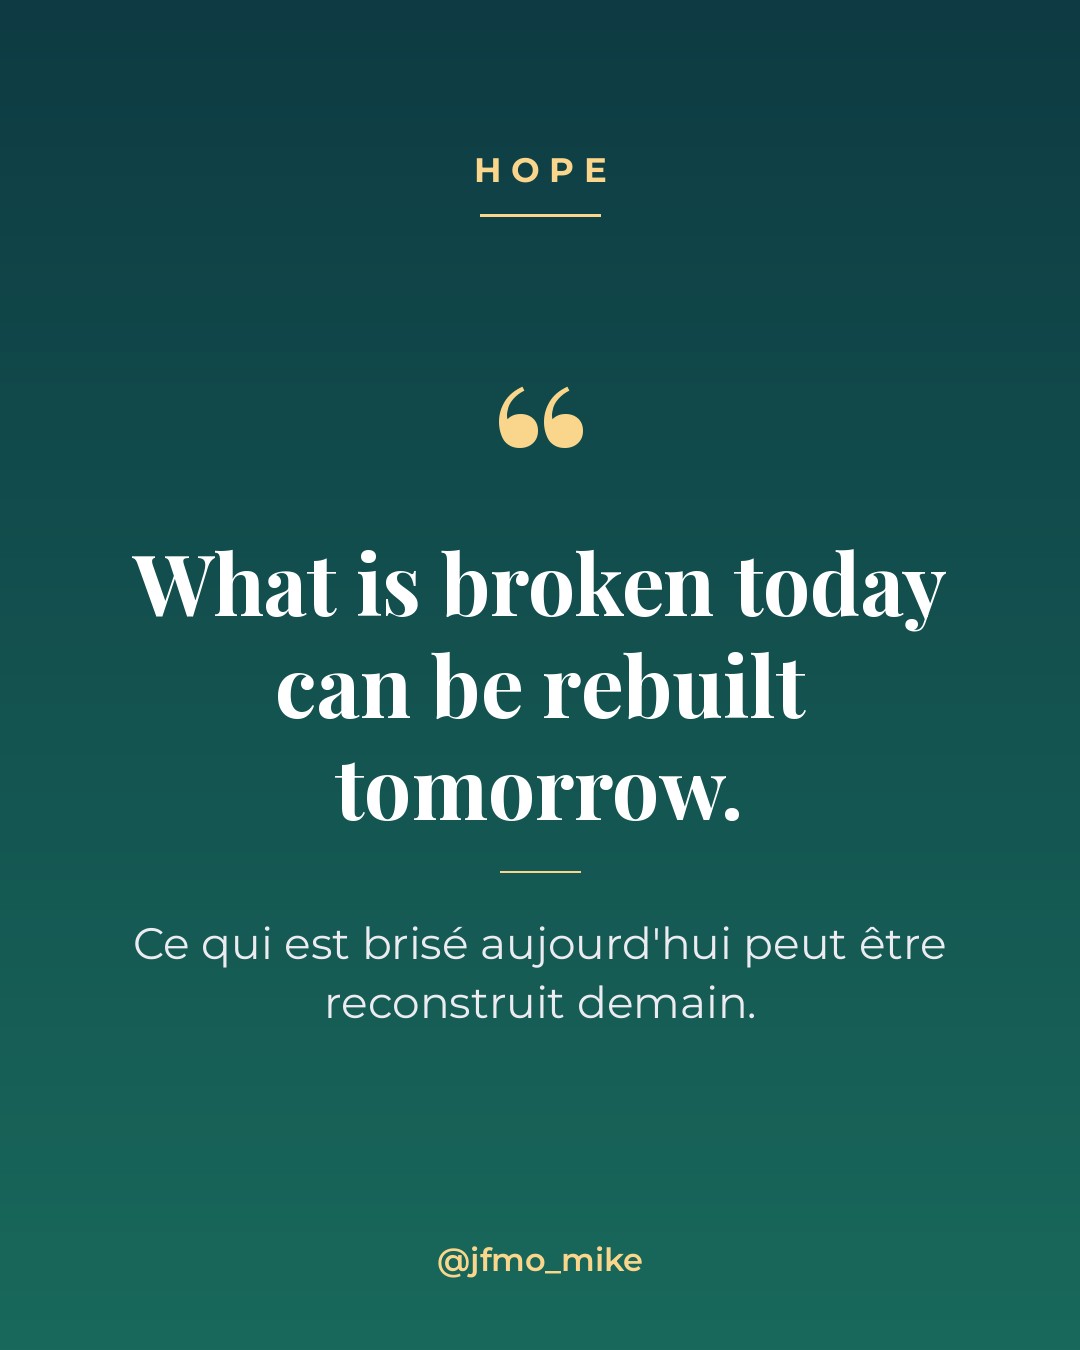 HOPE
“
What is broken today
can be rebuilt
tomorrow.
Ce qui est brisé aujourd'hui peut être
reconstruit demain.
@jfmo_mike